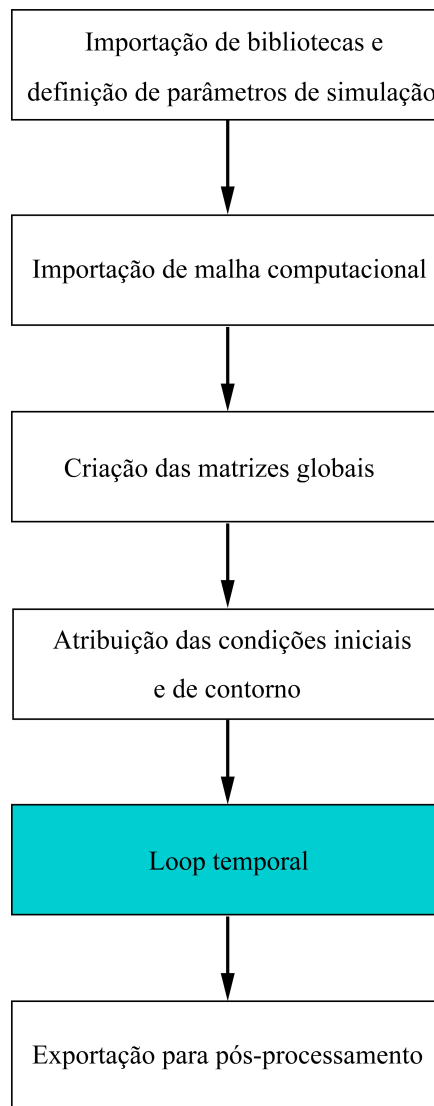 Importação de bibliotecas e
definição de parâmetros de simulação
Importação de malha computacional
Criação das matrizes globais
Atribuição das condições iniciais
e de contorno
Loop temporal
Exportação para pós-processamento